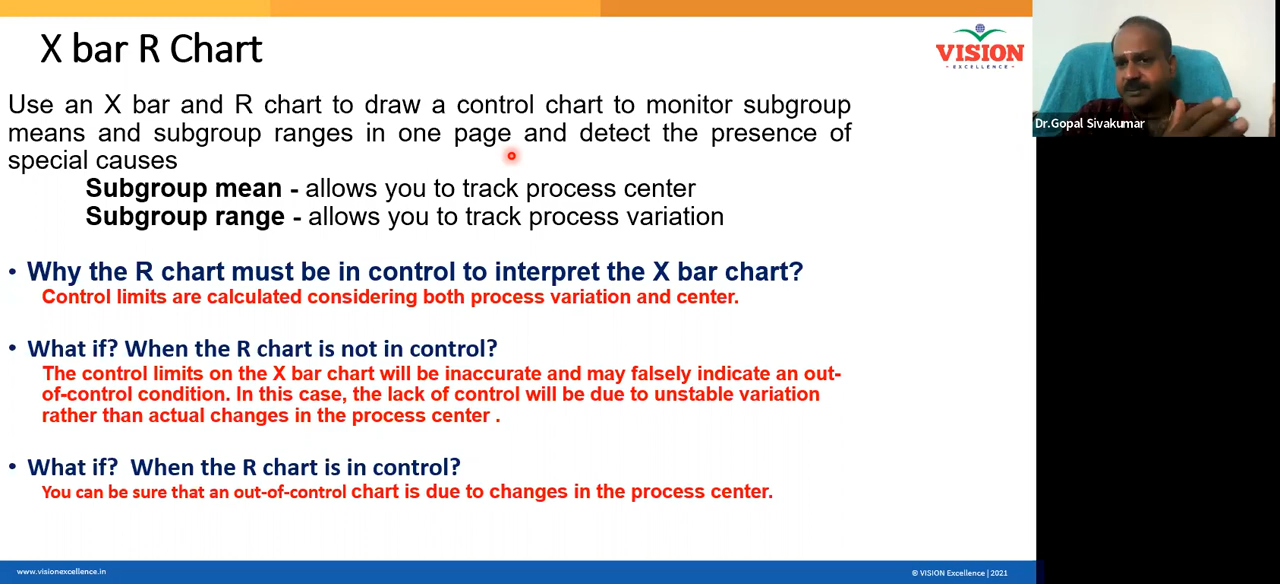 X bar R Chart
VISION
- EXCELLENCE -
Dr.Gopal Sivakumar
Use an X bar and R chart to draw a control chart to monitor subgroup
means and subgroup ranges in one page and detect the presence of
special causes
Subgroup mean - allows you to track process center
Subgroup range - allows you to track process variation
• Why the R chart must be in control to interpret the X bar chart?
Control limits are calculated considering both process variation and center.
• What if? When the R chart is not in control?
The control limits on the X bar chart will be inaccurate and may falsely indicate an out-
of-control condition. In this case, the lack of control will be due to unstable variation
rather than actual changes in the process center .
• What if? When the R chart is in control?
You can be sure that an out-of-control chart is due to changes in the process center.
www.visionexcellence.in
® VISION Excellence | 2021